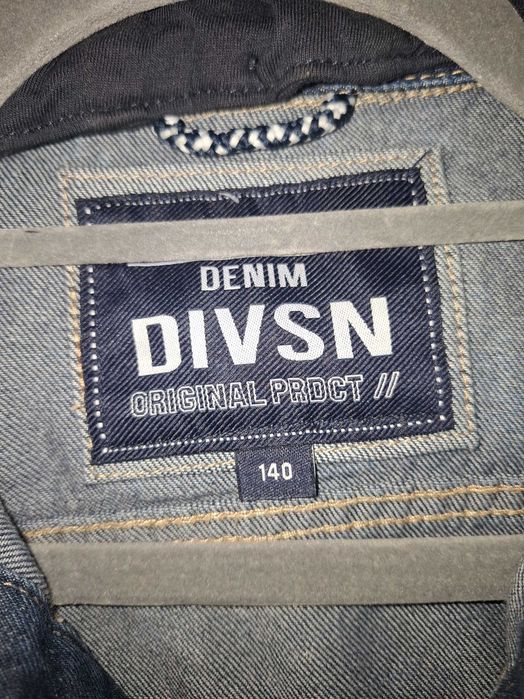 DENIM
DIVSN
ORIGINAL PRDCT //
140